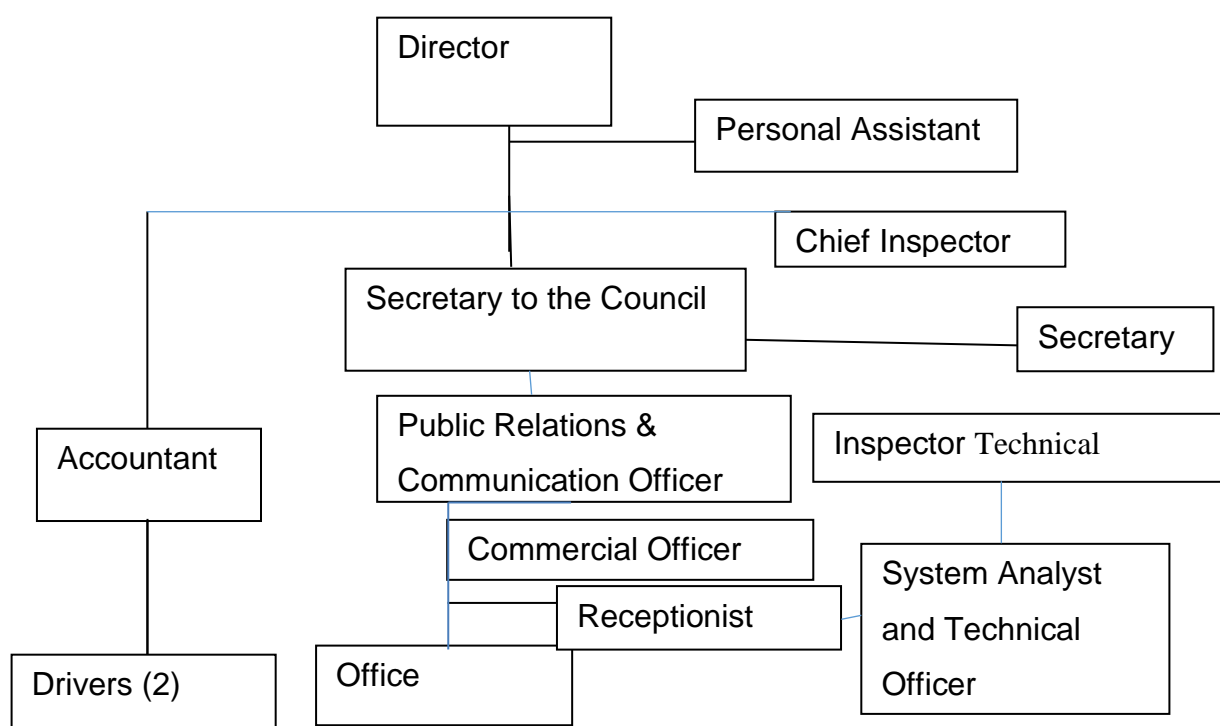 Director
Personal Assistant
Chief Inspector
Secretary to the Council
Secretary
Public Relations &
Communication Officer
Inspector Technical
Accountant
Commercial Officer
System Analyst
and Technical
Officer
Receptionist
Office
Drivers (2)